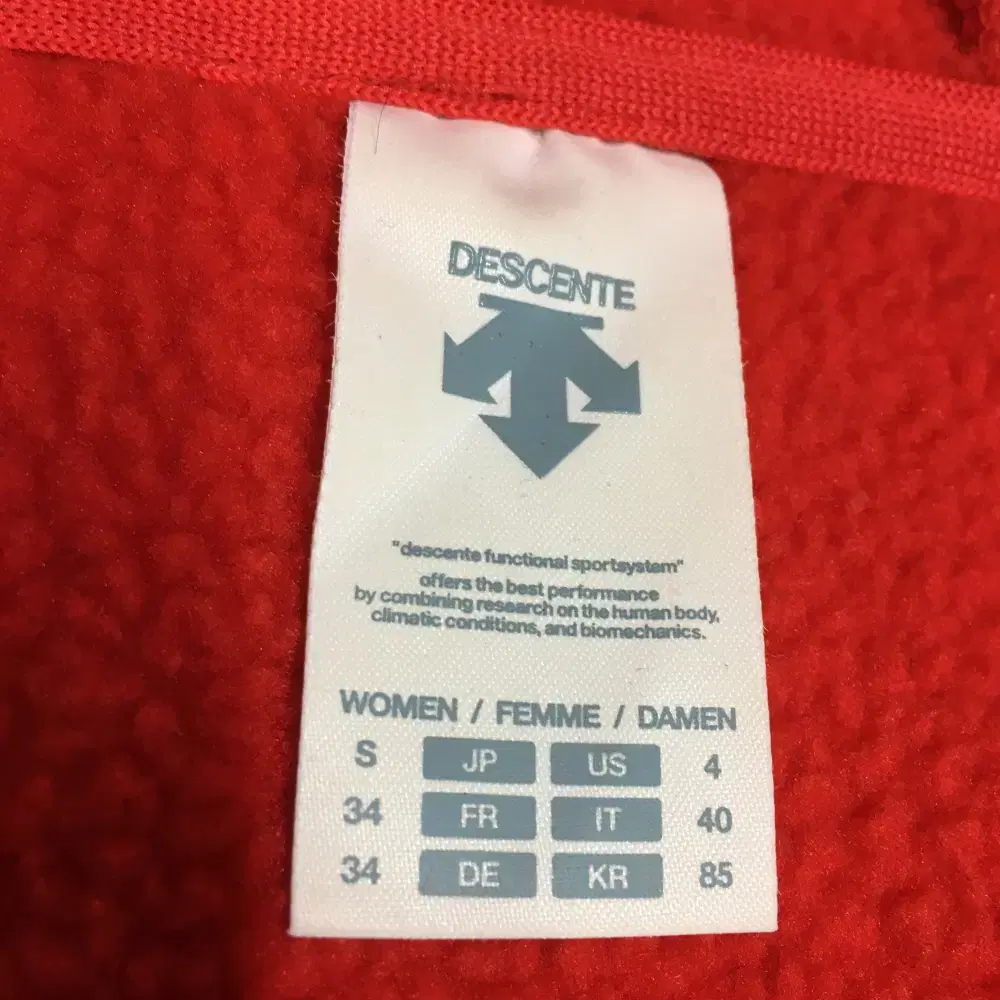 DESCENTE
"descente functional sportsystem"
offers the best performance
by combining research on the human body,
climatic conditions, and biomechanics.
WOMEN / FEMME / DAMEN
S JP US 4
34 FR IT 40
34 DE KR 85